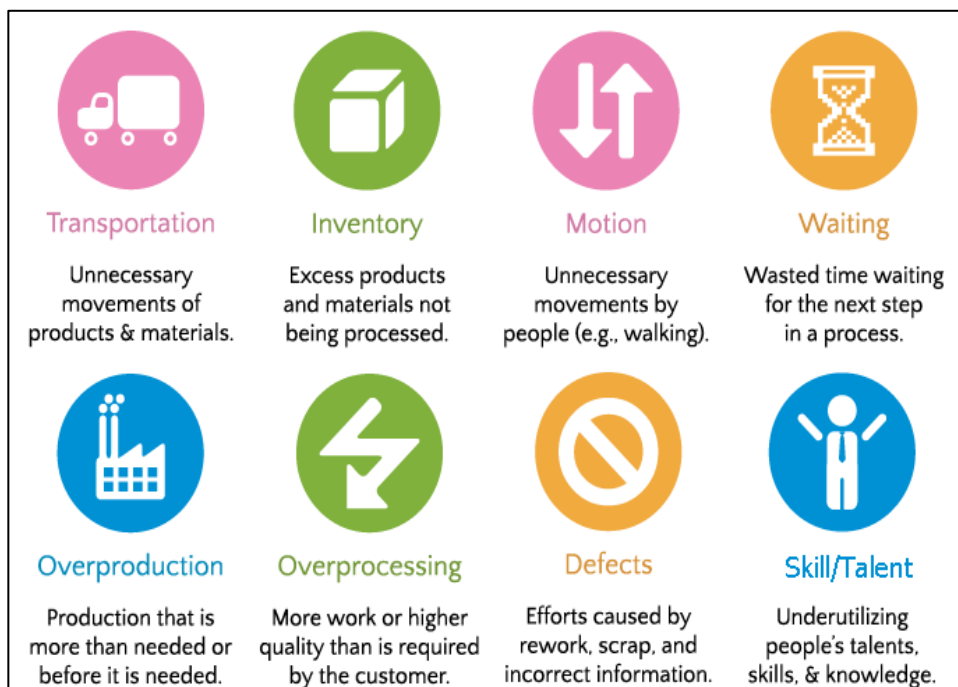 Transportation
Unnecessary
movements of
products & materials.
Inventory
Excess products
and materials not
being processed.
Motion
Unnecessary
movements by
people (e.g., walking).
Waiting
Wasted time waiting
for the next step
in a process.
Overproduction
Production that is
more than needed or
before it is needed.
Overprocessing
More work or higher
quality than is required
by the customer.
Defects
Efforts caused by
rework, scrap, and
incorrect information.
Skill/Talent
Underutilizing
people's talents,
skills, & knowledge.